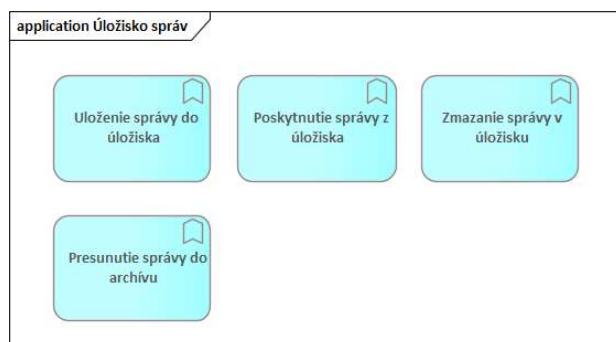 application Úložisko správ
Uloženie správy do
úložiska
Poskytnutie správy z
úložiska
Zmazanie správy v
úložisku
Presunutie správy do
archívu